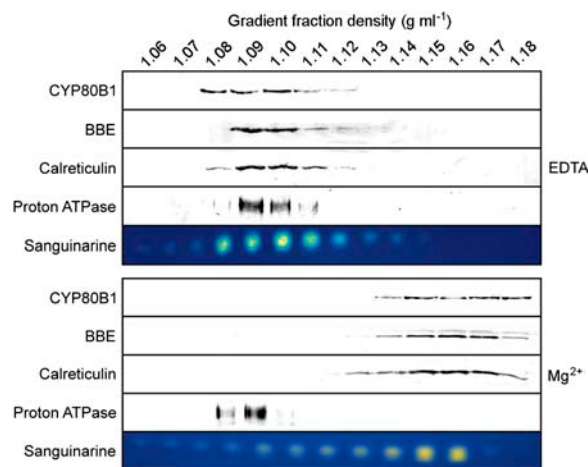 Gradient fraction density (g ml⁻¹)
1.06 1.07 1.08 1.09 1.10 1.11 1.12 1.13 1.14 1.15 1.16 1.17 1.18
CYP80B1
BBE
Calreticulin
EDTA
Proton ATPase
Sanguinarine
CYP80B1
BBE
Calreticulin
Mg²⁺
Proton ATPase
Sanguinarine